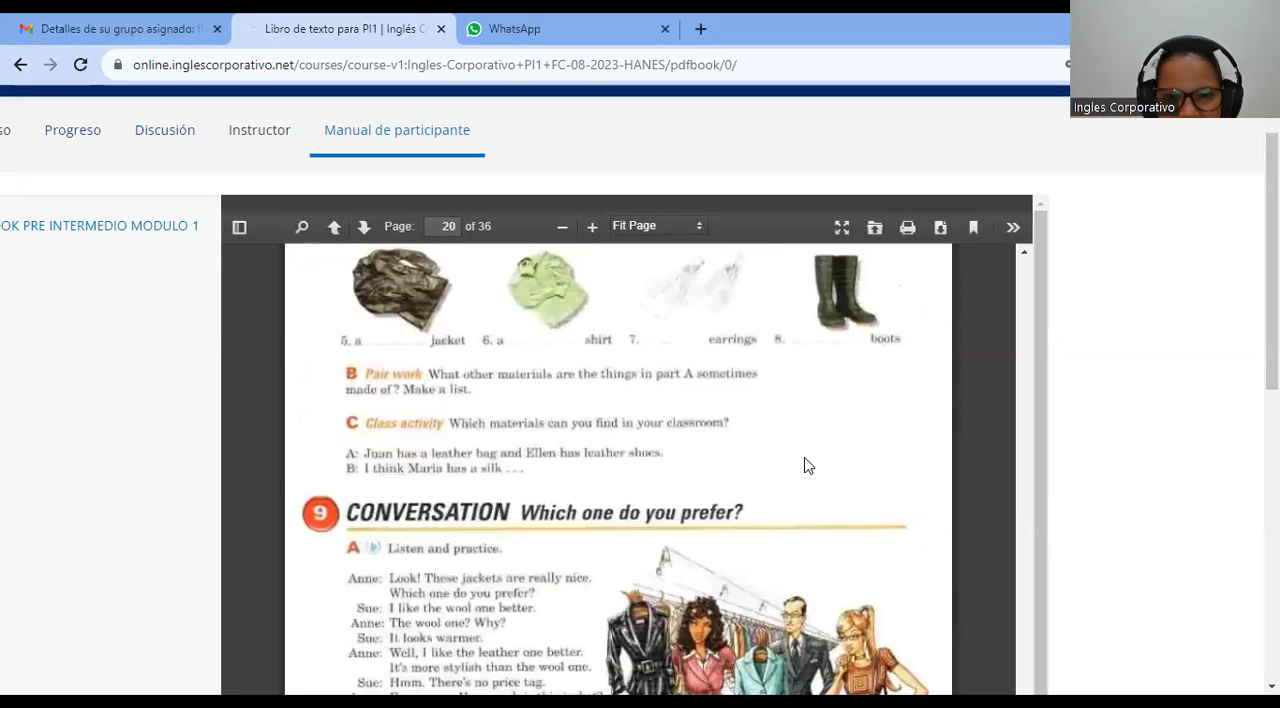 Detalles de su grupo asignado:
Libro de texto para PI1 | Inglés C
WhatsApp
online.inglescorporativo.net/courses/course-v1:Ingles-Corporativo+PI1+FC-08-2023-HANES/pdfbook/0/
Ingles Corporativo
so Progreso Discusión Instructor Manual de participante
OK PRE INTERMEDIO MODULO 1
Page: 20 of 36 Fit Page
5. a jacket 6. a shirt 7. earrings 8. boots
B Pair work What other materials are the things in part A sometimes
made of? Make a list.
C Class activity Which materials can you find in your classroom?
A: Juan has a leather bag and Ellen has leather shoes.
B: I think Maria has a silk ....
9 CONVERSATION Which one do you prefer?
A Listen and practice.
Anne: Look! These jackets are really nice.
Which one do you prefer?
Sue: I like the wool one better.
Anne: The wool one? Why?
Sue: It looks warmer.
Anne: Well, I like the leather one better.
It's more stylish than the wool one.
Sue: Hmm. There's no price tag.